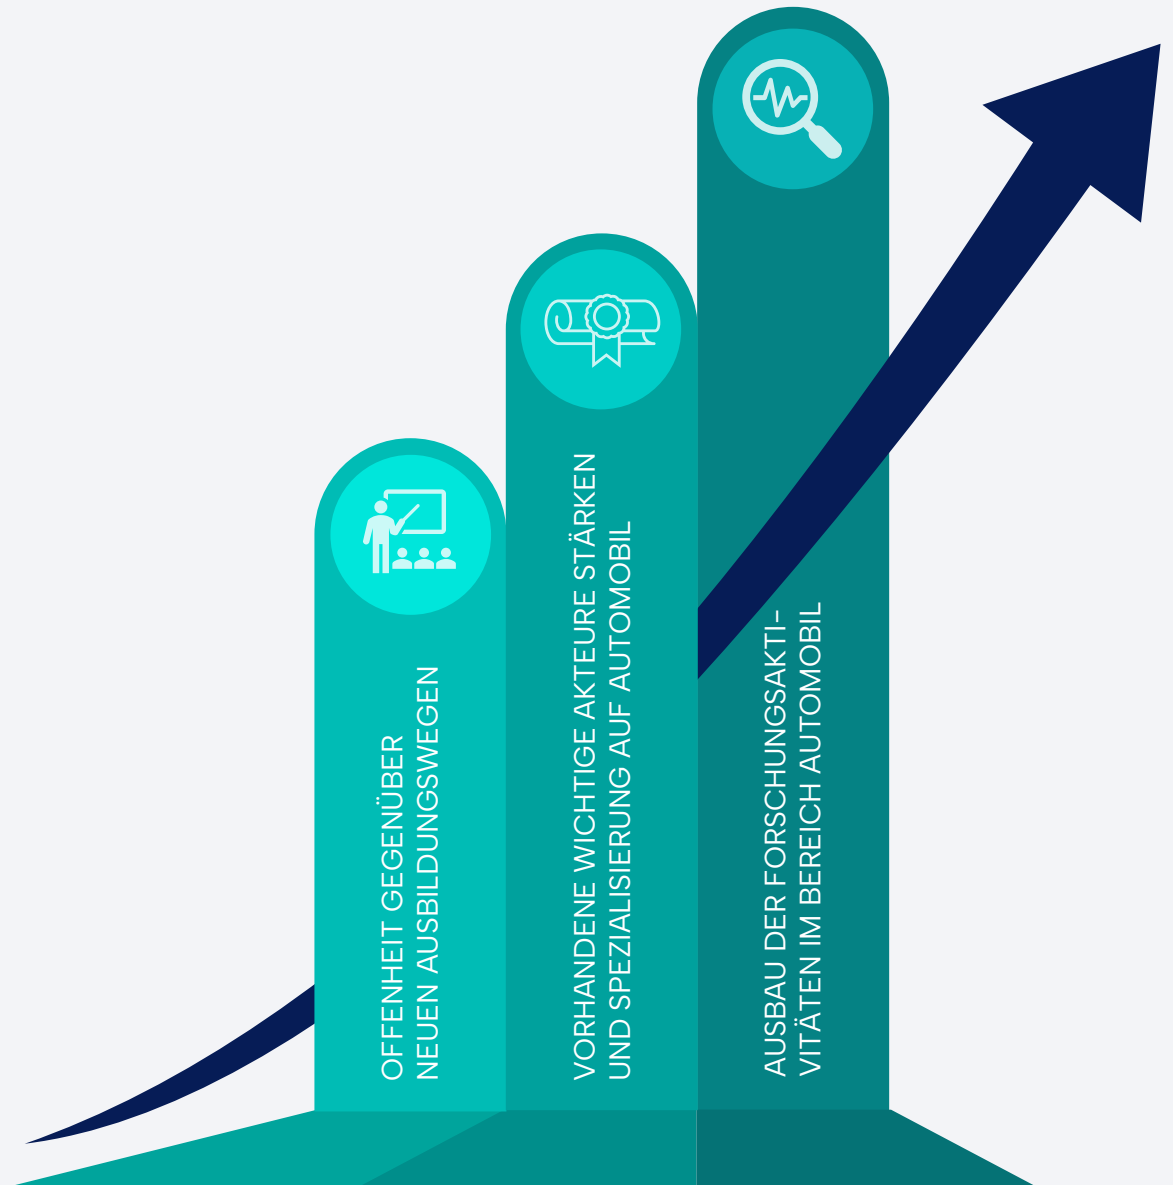 OFFENHEIT GEGENÜBER
NEUEN AUSBILDUNGSWEGEN
VORHANDENE WICHTIGE AKTEURE STÄRKEN
UND SPEZIALISIERUNG AUF AUTOMOBIL
AUSBAU DER FORSCHUNGSAKTI-
VITÄTEN IM BEREICH AUTOMOBIL